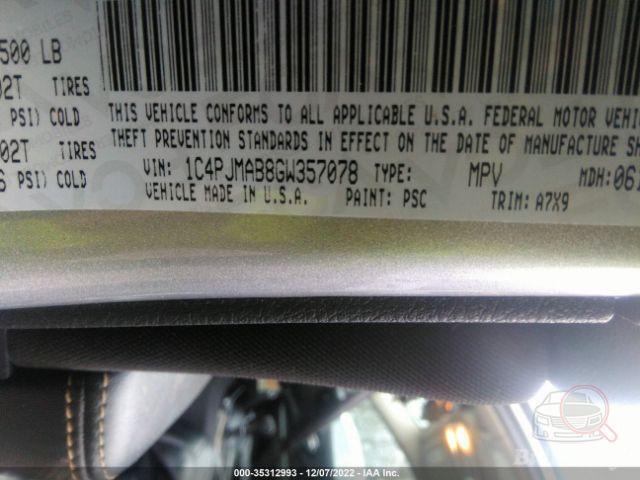 500 LB
02T TIRES
PSI) COLD
02T TIRES
PSI) COLD
THIS VEHICLE CONFORMS TO ALL APPLICABLE U.S.A. FEDERAL MOTOR VEHIC
THEFT PREVENTION STANDARDS IN EFFECT ON THE DATE OF MANUFACTURE SH
VIN: 1C4PJMAB8GW357078 TYPE: MPV MDH: 06
VEHICLE MADE IN U.S.A. PAINT: PSC TRIM: A7X9
000-35312993 - 12/07/2022 - IAA Inc.